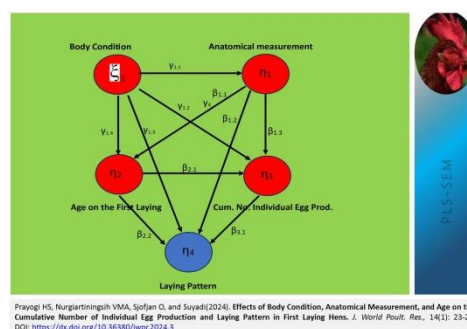 Body Condition
Anatomical measurement
ξ
γ₁.₁
η₁
β₁.₁
γ₁.₂
γ₄
β₁.₂
γ₁.₄
γ₁.₃
β₁.₃
η₂
β₂.₁
η₃
Age on the First Laying
Cum. No. Individual Egg Prod.
β₂.₂
β₃.₁
η₄
Laying Pattern
PLS-SEM
Prayogi HS, Nurgiartiningsih VMA, Sjofjan O, and Suyadi(2024). Effects of Body Condition, Anatomical Measurement, and Age on t
Cumulative Number of Individual Egg Production and Laying Pattern in First Laying Hens. J. World Poult. Res., 14(1): 23-2
DOI: https://dx.doi.org/10.36380/jwpr.2024.3